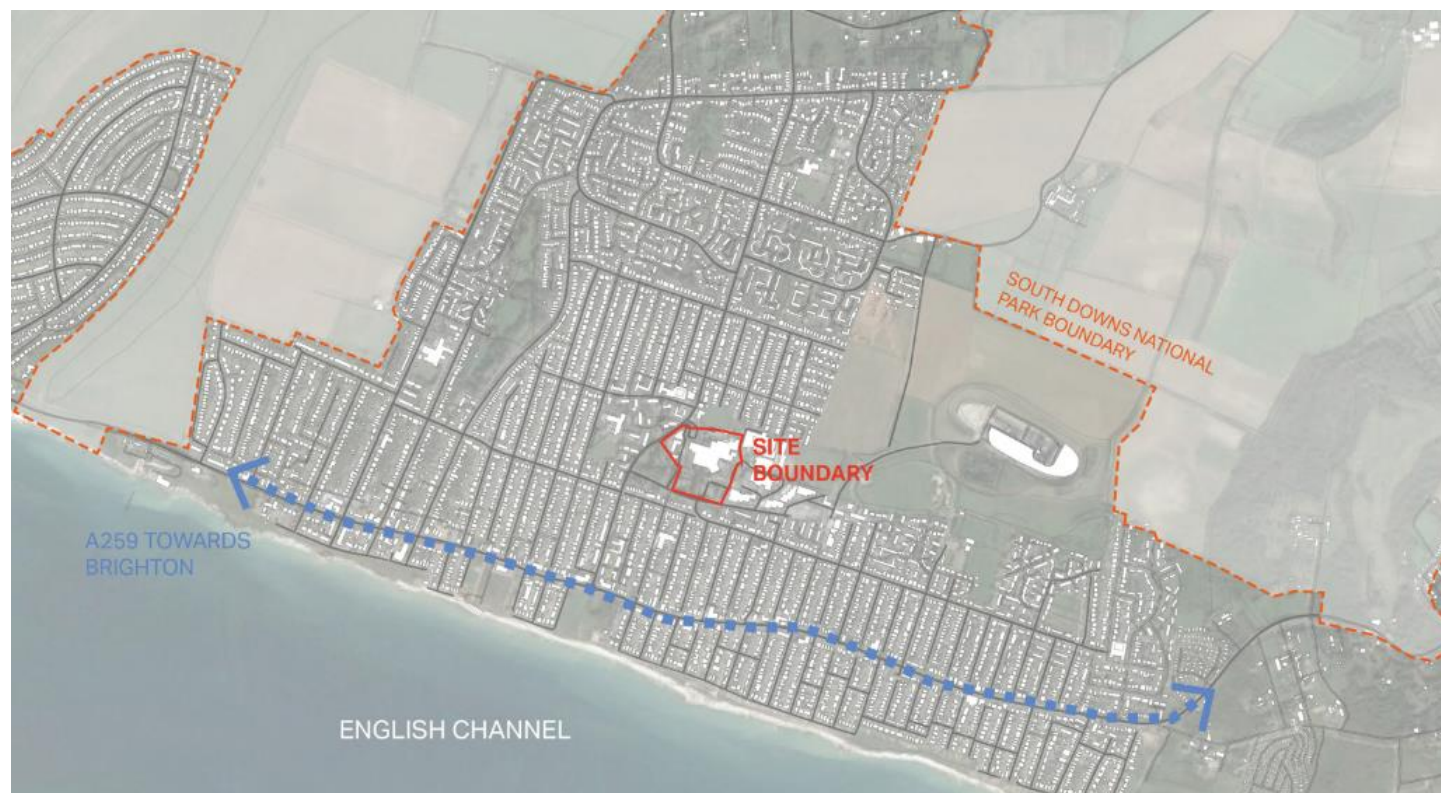 SOUTH DOWNS NATIONAL
PARK BOUNDARY
SITE
BOUNDARY
A259 TOWARDS
BRIGHTON
ENGLISH CHANNEL